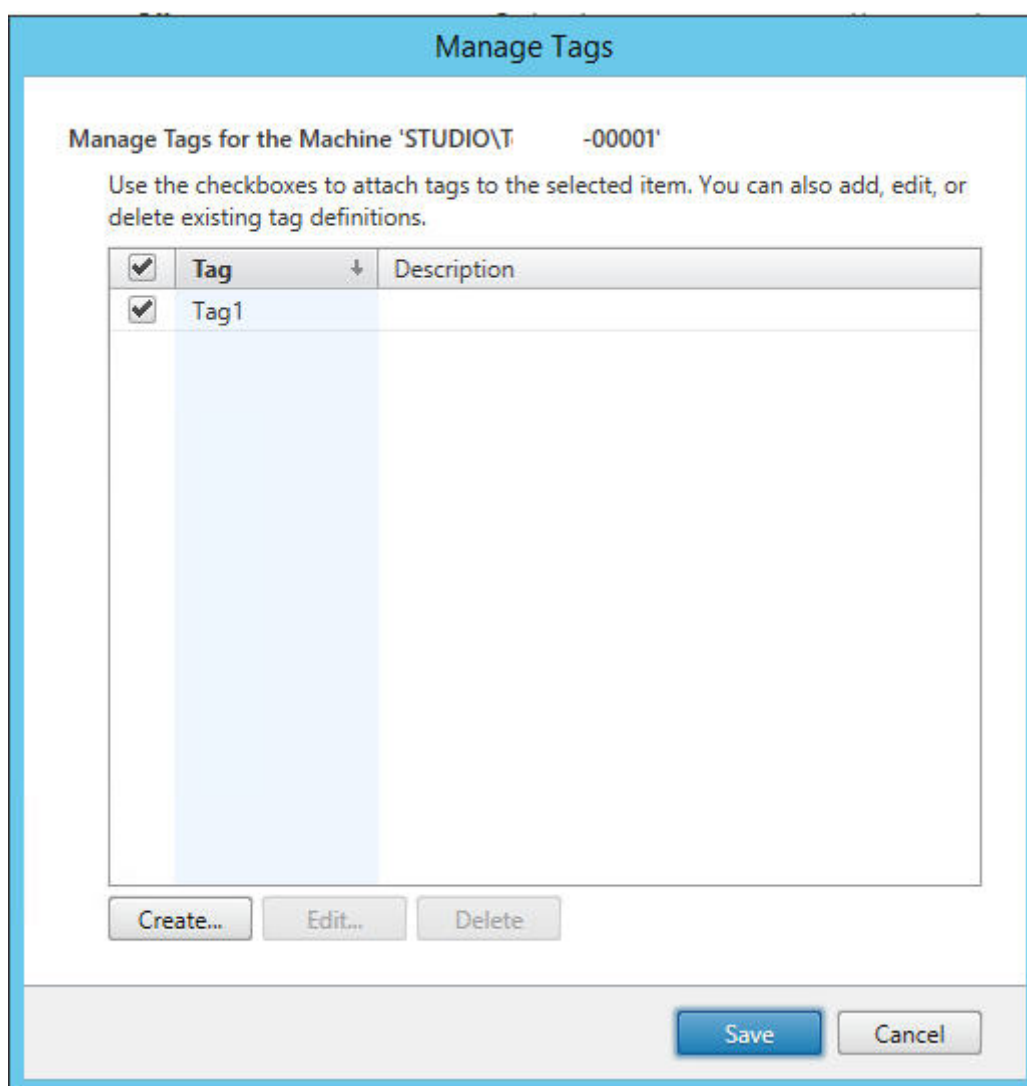 Manage Tags
Manage Tags for the Machine 'STUDIO\T -00001'
Use the checkboxes to attach tags to the selected item. You can also add, edit, or
delete existing tag definitions.
Tag Description
Tag1
Create... Edit... Delete
Save Cancel